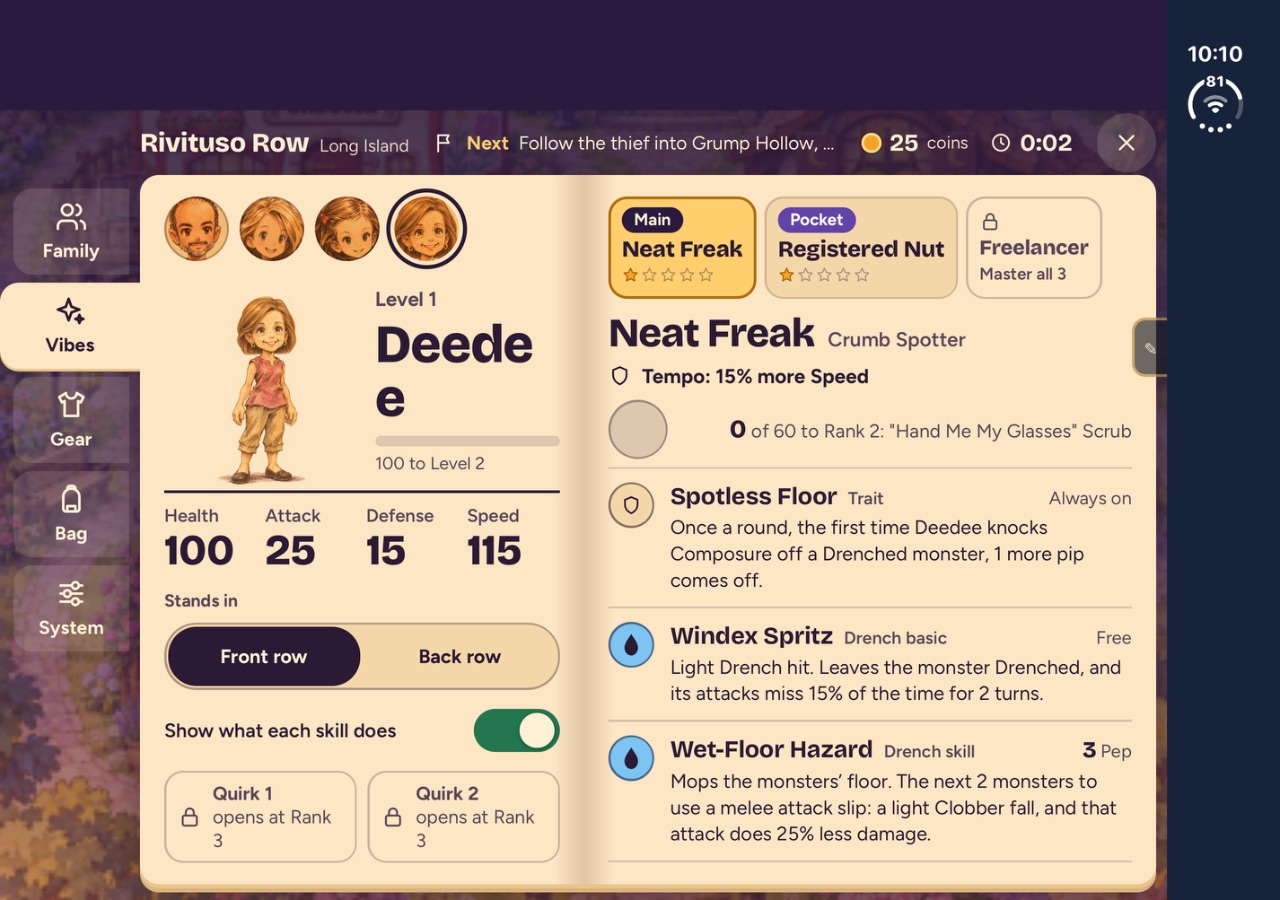 10:10
81
Rivituso Row Long Island Next Follow the thief into Grump Hollow, ... 25 coins 0:02
Family
Vibes
Gear
Bag
System
Level 1
Deede
e
100 to Level 2
Health Attack Defense Speed
100 25 15 115
Stands in
Front row Back row
Show what each skill does
Quirk 1
opens at Rank
3
Quirk 2
opens at Rank
3
Main
Neat Freak
Pocket
Registered Nut
Freelancer
Master all 3
Neat Freak Crumb Spotter
Tempo: 15% more Speed
0 of 60 to Rank 2: "Hand Me My Glasses" Scrub
Spotless Floor Trait Always on
Once a round, the first time Deedee knocks
Composure off a Drenched monster, 1 more pip
comes off.
Windex Spritz Drench basic Free
Light Drench hit. Leaves the monster Drenched, and
its attacks miss 15% of the time for 2 turns.
Wet-Floor Hazard Drench skill 3 Pep
Mops the monsters’ floor. The next 2 monsters to
use a melee attack slip: a light Clobber fall, and that
attack does 25% less damage.